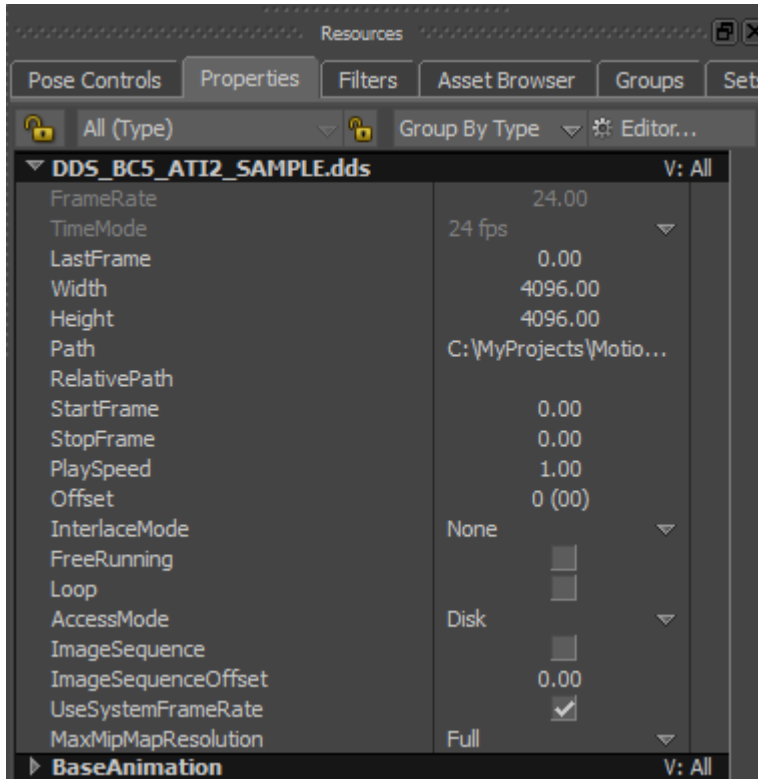 Resources
Pose Controls Properties Filters Asset Browser Groups Sets
All (Type) Group By Type Editor...
DDS_BC5_ATI2_SAMPLE.dds V: All
FrameRate 24.00
TimeMode 24 fps
LastFrame 0.00
Width 4096.00
Height 4096.00
Path C:\MyProjects\Motio...
RelativePath
StartFrame 0.00
StopFrame 0.00
PlaySpeed 1.00
Offset 0 (00)
InterlaceMode None
FreeRunning
Loop
AccessMode Disk
ImageSequence
ImageSequenceOffset 0.00
UseSystemFrameRate
MaxMipMapResolution Full
BaseAnimation V: All